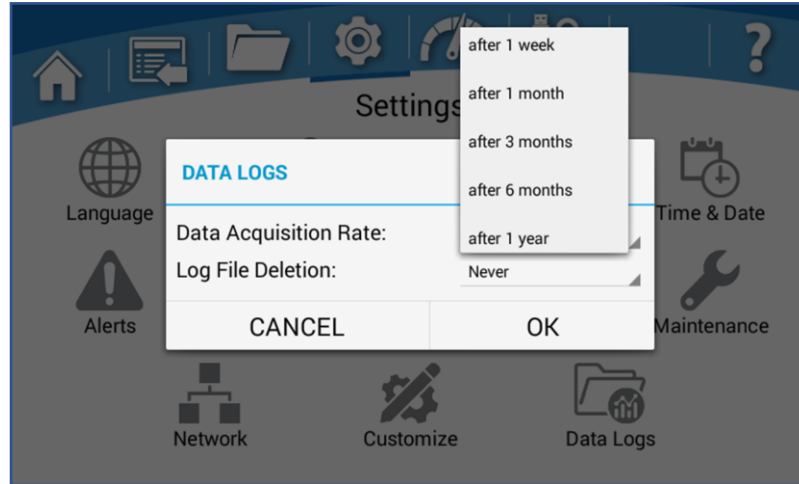 ?
Settings
after 1 week
after 1 month
after 3 months
after 6 months
after 1 year
DATA LOGS
Data Acquisition Rate:
Log File Deletion:
Never
CANCEL
OK
Language
Time & Date
Alerts
Maintenance
Network
Customize
Data Logs